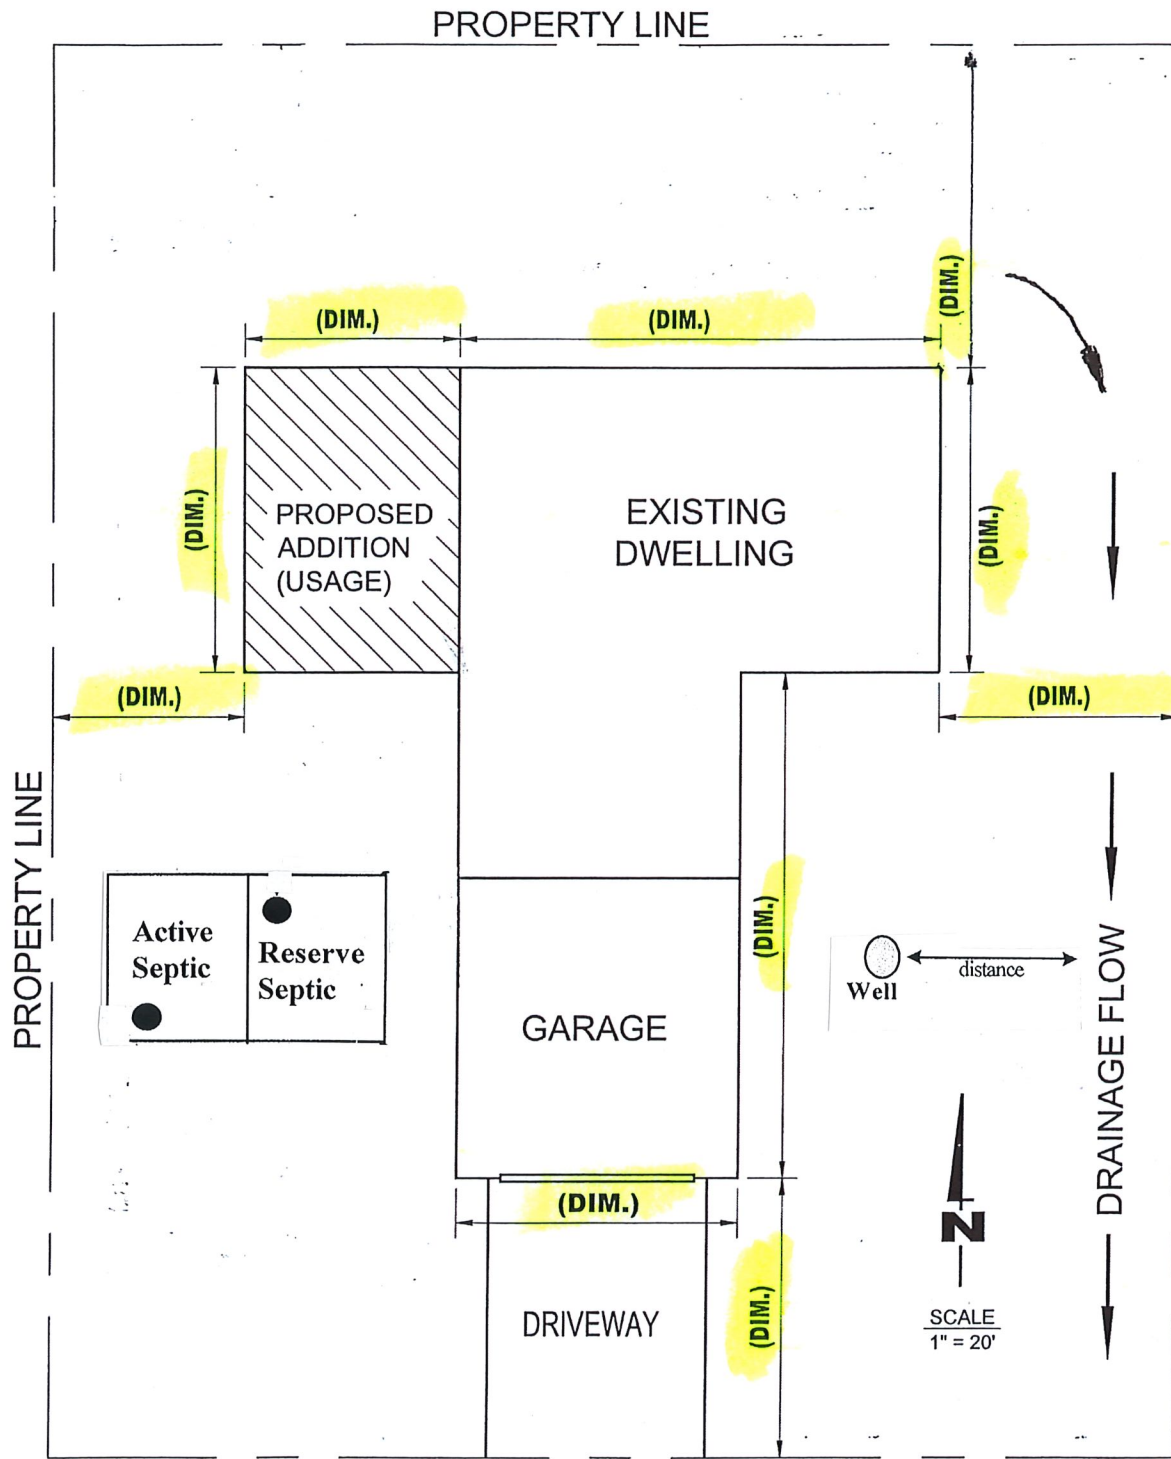 PROPERTY LINE
(DIM.)
(DIM.)
(DIM.)
(DIM.)
PROPOSED
ADDITION
(USAGE)
EXISTING
DWELLING
(DIM.)
(DIM.)
(DIM.)
PROPERTY LINE
Active
Septic
Reserve
Septic
(DIM.)
Well
distance
DRAINAGE FLOW
GARAGE
(DIM.)
DRIVEWAY
(DIM.)
N
SCALE
1" = 20'